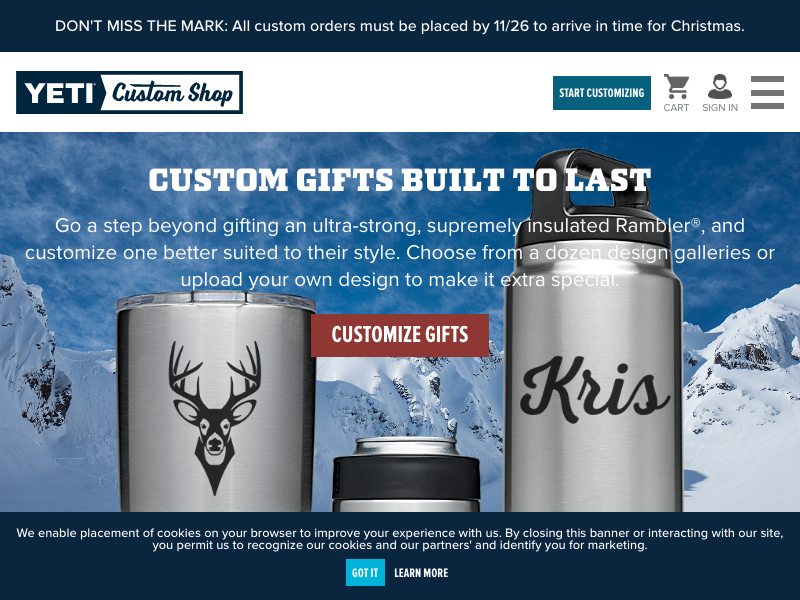 DON'T MISS THE MARK: All custom orders must be placed by 11/26 to arrive in time for Christmas.
YETI Custom Shop
START CUSTOMIZING
CART
SIGN IN
CUSTOM GIFTS BUILT TO LAST
Go a step beyond gifting an ultra-strong, supremely insulated Rambler®, and
customize one better suited to their style. Choose from a dozen design galleries or
upload your own design to make it extra special.
CUSTOMIZE GIFTS
Kris
We enable placement of cookies on your browser to improve your experience with us. By closing this banner or interacting with our site,
you permit us to recognize our cookies and our partners' and identify you for marketing.
GOT IT
LEARN MORE